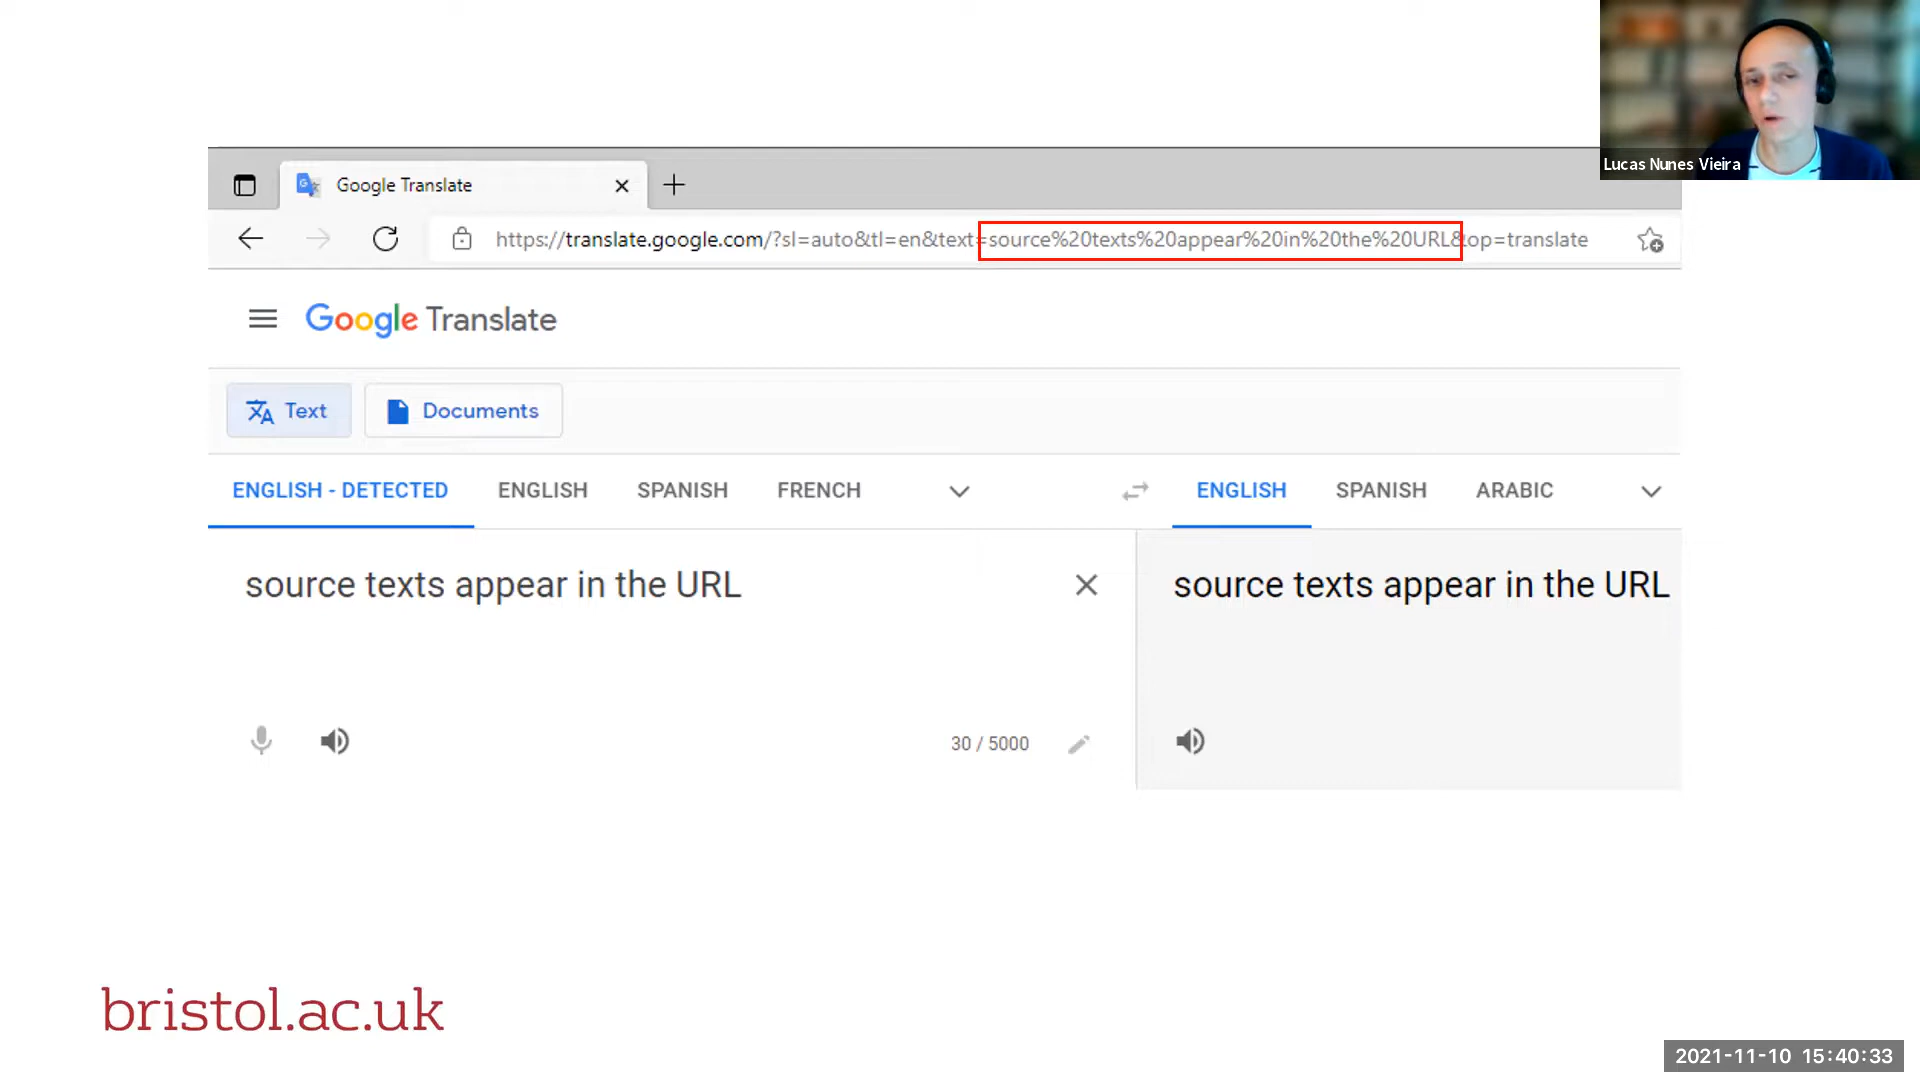 Lucas Nunes Vieira
Google Translate
https://translate.google.com/?sl=auto&tl=en&text=source%20texts%20appear%20in%20the%20URL&op=translate
Google Translate
Text Documents
ENGLISH - DETECTED ENGLISH SPANISH FRENCH ENGLISH SPANISH ARABIC
source texts appear in the URL source texts appear in the URL
30 / 5000
bristol.ac.uk
2021-11-10 15:40:33